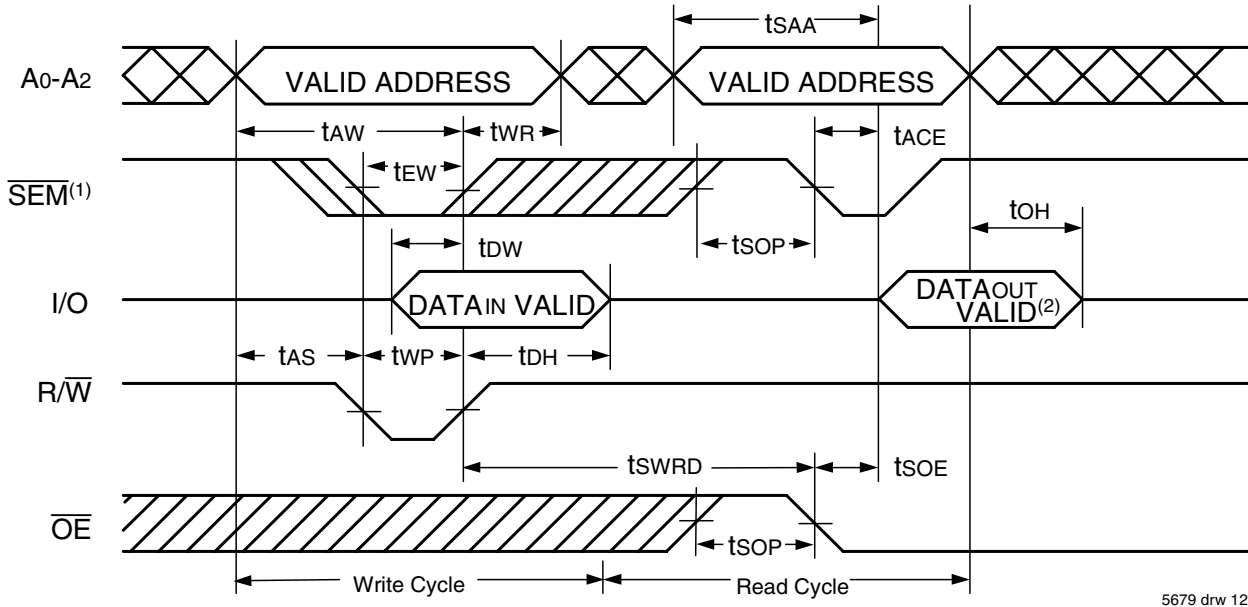 tSAA
A0-A2
VALID ADDRESS
VALID ADDRESS
tAW
tWR
tACE
tEW
SEM(1)
tDW
tSOP
tOH
I/O
DATAIN VALID
DATAOUT
VALID(2)
tAS
tWP
tDH
R/W
tSWRD
tSOE
OE
tSOP
Write Cycle
Read Cycle
5679 drw 12